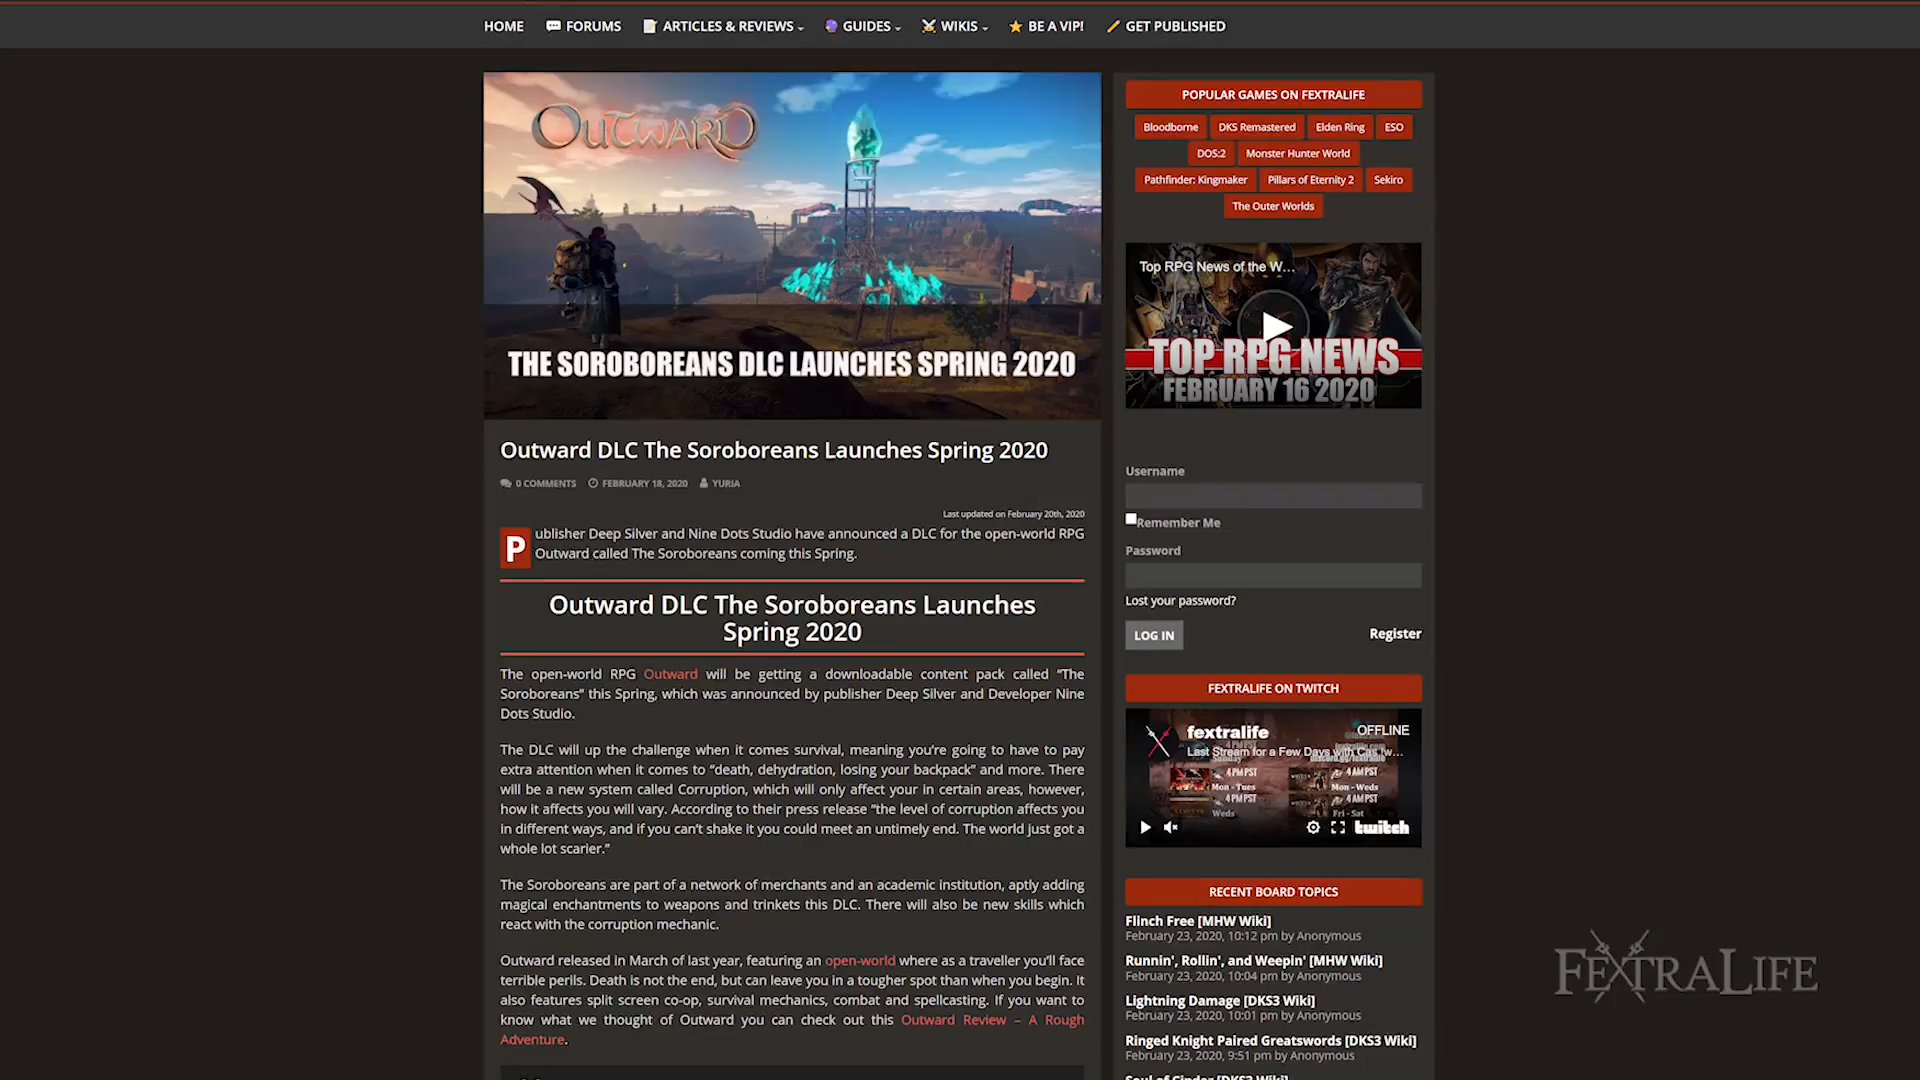 HOME FORUMS ARTICLES & REVIEWS GUIDES WIKIS BE A VIP! GET PUBLISHED
OUTWARD
THE SOROBOREANS DLC LAUNCHES SPRING 2020
Outward DLC The Soroboreans Launches Spring 2020
0 COMMENTS FEBRUARY 18, 2020 YURIA
Last updated on February 20th, 2020
Publisher Deep Silver and Nine Dots Studio have announced a DLC for the open-world RPG
Outward called The Soroboreans coming this Spring.
Outward DLC The Soroboreans Launches
Spring 2020
The open-world RPG Outward will be getting a downloadable content pack called “The
Soroboreans“ this Spring, which was announced by publisher Deep Silver and Developer Nine
Dots Studio.
The DLC will up the challenge when it comes survival, meaning you’re going to have to pay
extra attention when it comes to “death, dehydration, losing your backpack” and more. There
will be a new system called Corruption, which will only affect your in certain areas, however,
how it affects you will vary. According to their press release “the level of corruption affects you
in different ways, and if you can’t shake it you could meet an untimely end. The world just got a
whole lot scarier.”
The Soroboreans are part of a network of merchants and an academic institution, aptly adding
magical enchantments to weapons and trinkets this DLC. There will also be new skills which
react with the corruption mechanic.
Outward released in March of last year, featuring an open-world where as a traveller you’ll face
terrible perils. Death is not the end, but can leave you in a tougher spot than when you begin. It
also features split screen co-op, survival mechanics, combat and spellcasting. If you want to
know what we thought of Outward you can check out this Outward Review – A Rough
Adventure.
POPULAR GAMES ON FEXTRALIFE
Bloodborne DKS Remastered Elden Ring ESO
DOS:2 Monster Hunter World
Pathfinder: Kingmaker Pillars of Eternity 2 Sekiro
The Outer Worlds
Top RPG News of the W...
TOP RPG NEWS
FEBRUARY 16 2020
Username
Remember Me
Password
Lost your password?
LOG IN Register
FEXTRALIFE ON TWITCH
fextralife OFFLINE
Last Stream for a Few Days with Cas !w...
Sunday discord.gg/fextralife
4 PM PST 4 AM PST
Mon - Tues Mon - Weds
4 PM PST 4 AM PST
Weds Fri - Sat
twitch
RECENT BOARD TOPICS
Flinch Free [MHW Wiki]
February 23, 2020, 10:12 pm by Anonymous
Runnin', Rollin', and Weepin' [MHW Wiki]
February 23, 2020, 10:04 pm by Anonymous
Lightning Damage [DKS3 Wiki]
February 23, 2020, 10:01 pm by Anonymous
Ringed Knight Paired Greatswords [DKS3 Wiki]
February 23, 2020, 9:51 pm by Anonymous
Soul of Cinder [DKS3 Wiki]
FEXTRALIFE